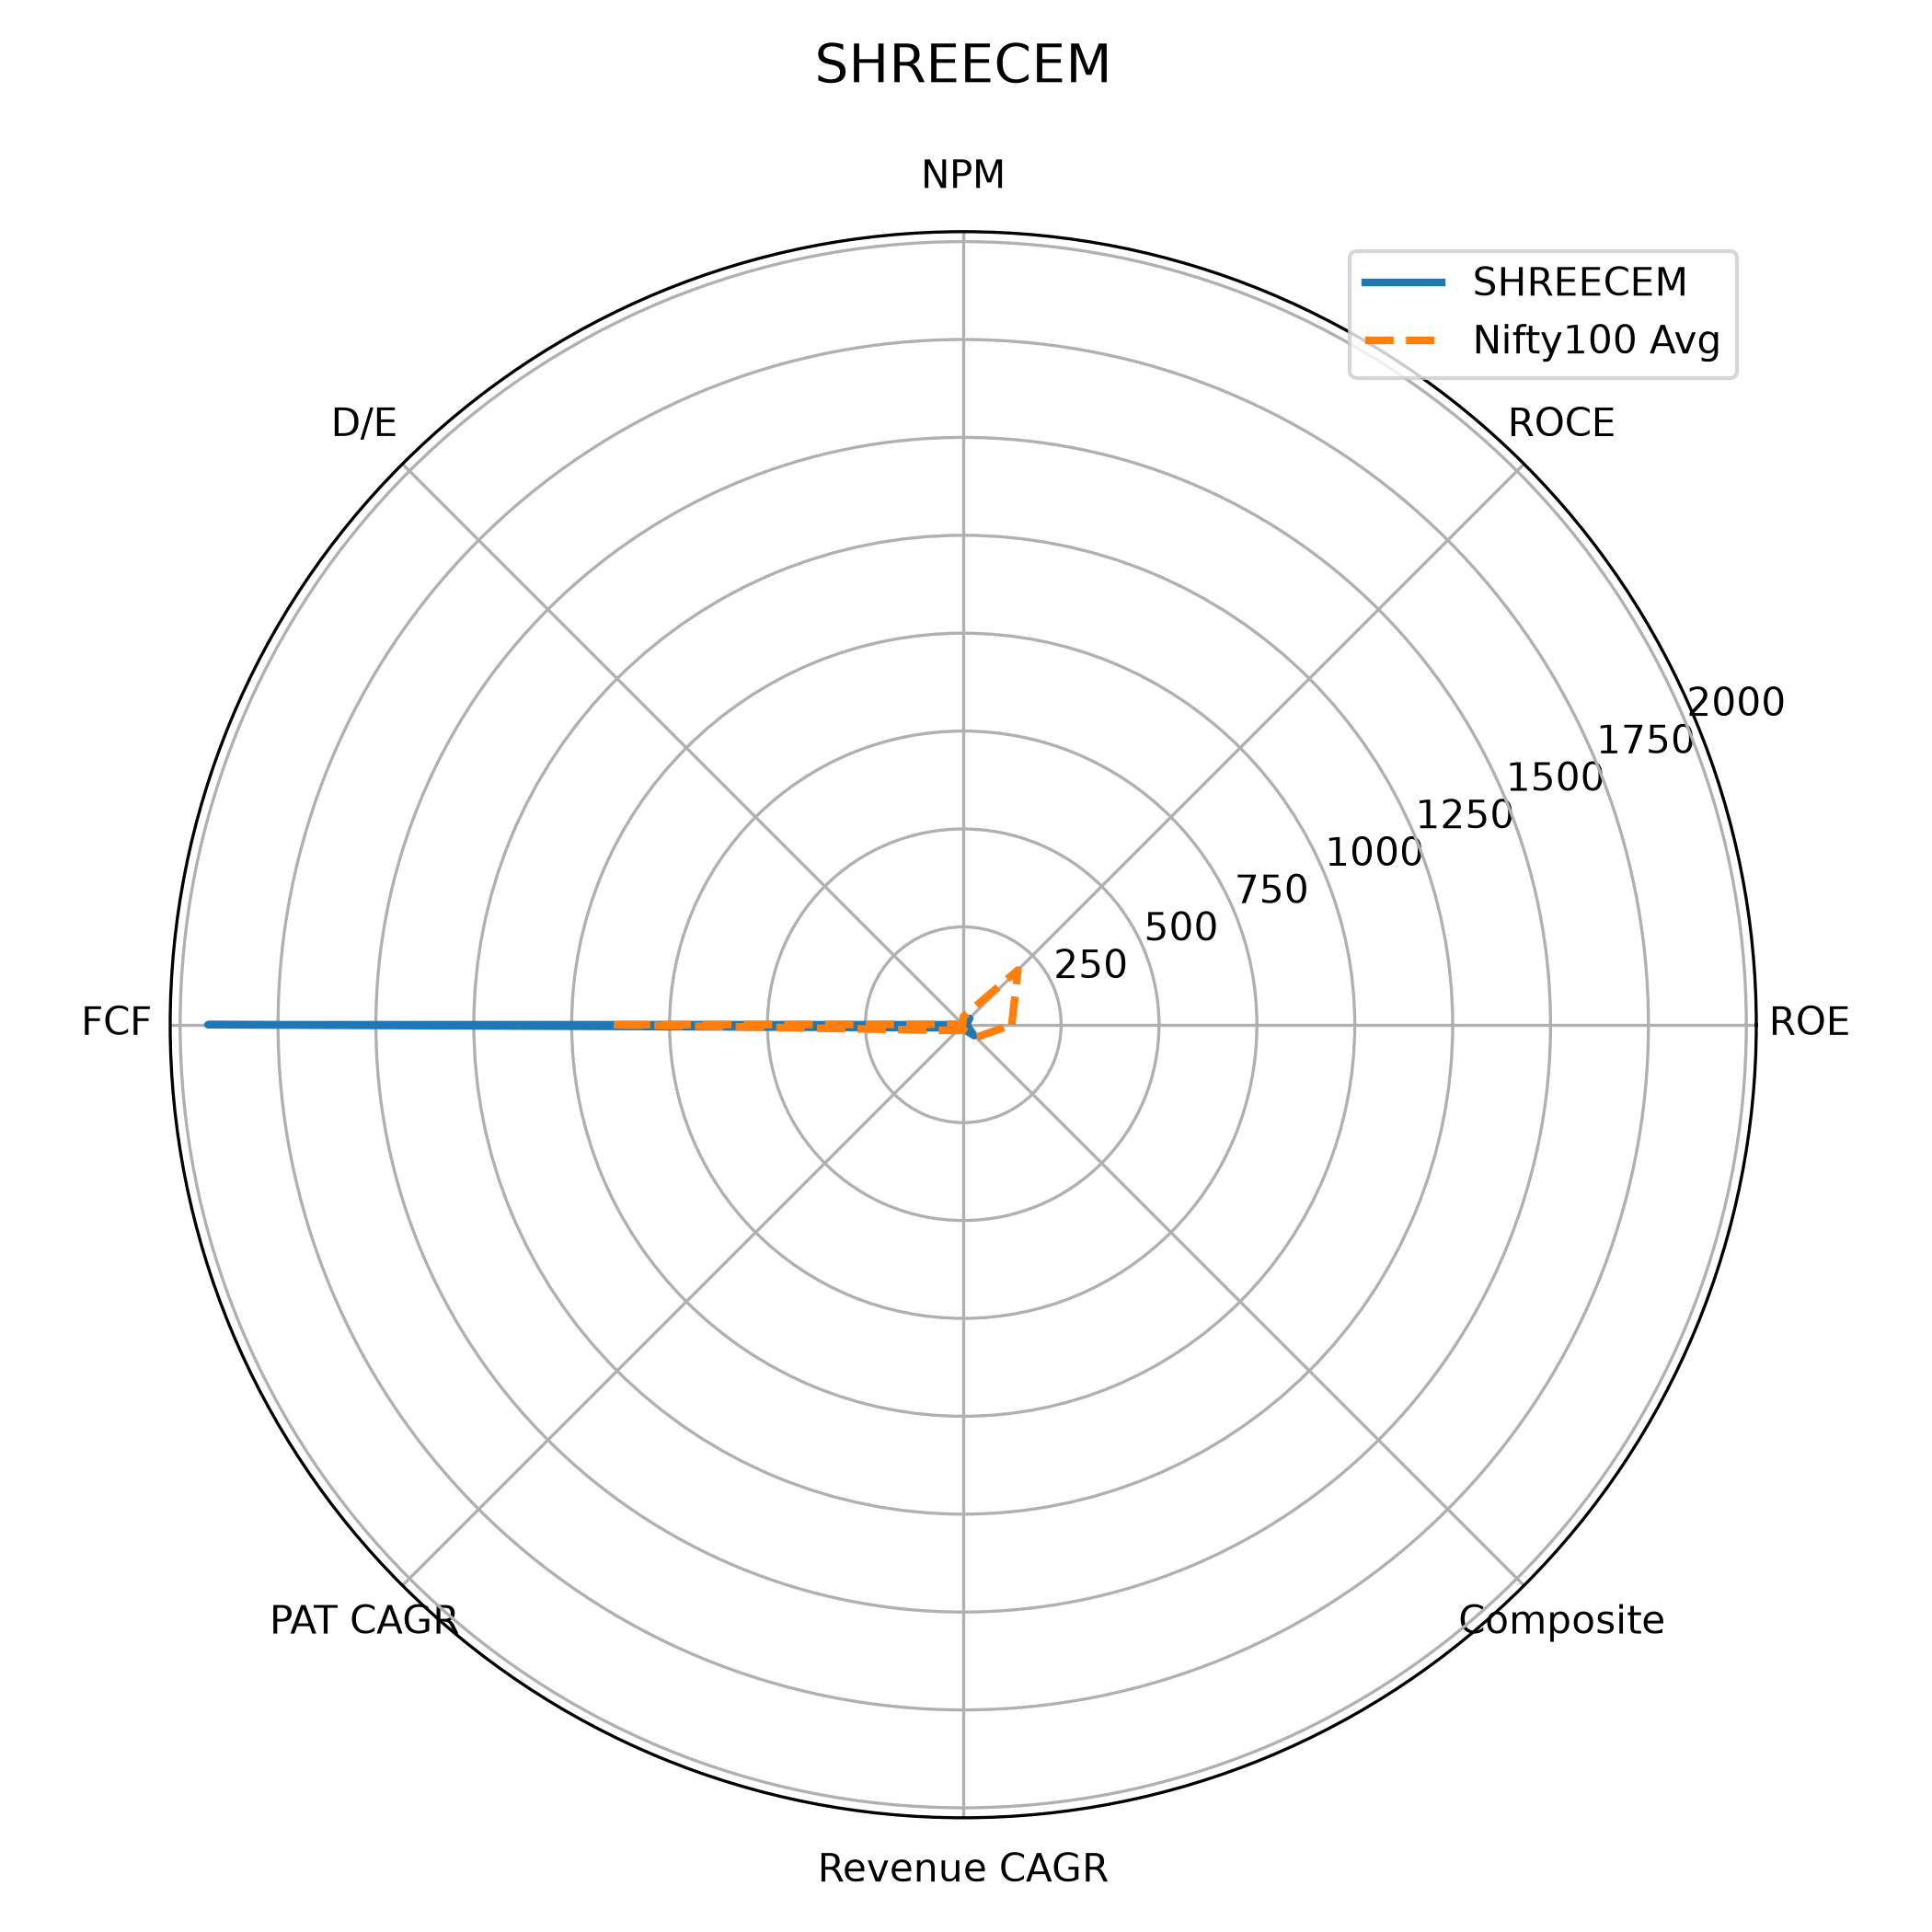 SHREECEM
NPM
SHREECEM
Nifty100 Avg
D/E
ROCE
2000
1750
1500
1250
1000
750
500
250
FCF
ROE
PAT CAGR
Composite
Revenue CAGR